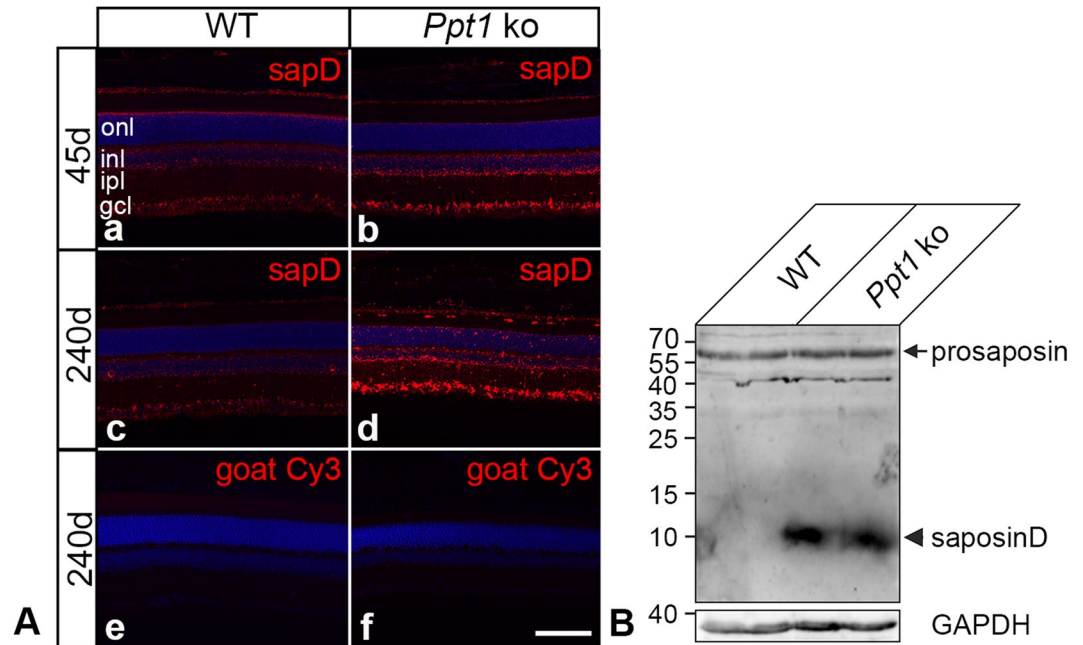 WT
Ppt1 ko
45d
sapD
onl
inl
ipl
gcl
a
sapD
b
240d
sapD
c
sapD
d
240d
goat Cy3
e
goat Cy3
f
A
WT
Ppt1 ko
70
55
40
35
25
15
10
prosaposin
saposinD
40
GAPDH
B